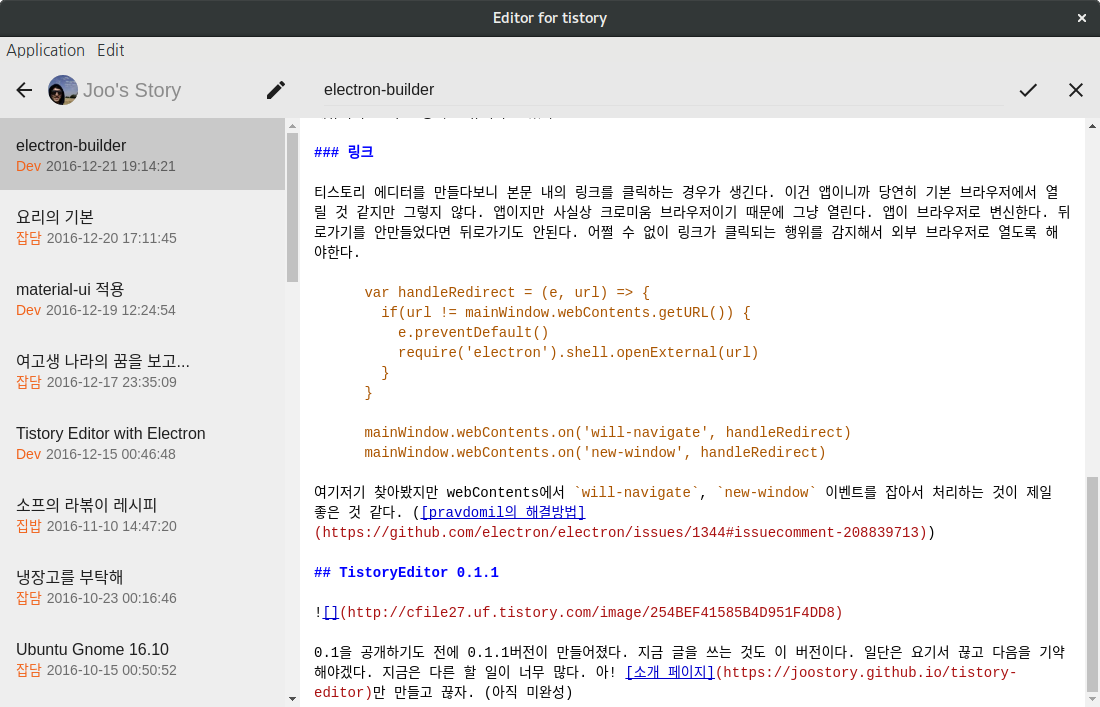 Editor for tistory
Application Edit
Joo's Story
electron-builder
electron-builder
Dev 2016-12-21 19:14:21
요리의 기본
잡담 2016-12-20 17:11:45
material-ui 적용
Dev 2016-12-19 12:24:54
여고생 나라의 꿈을 보고...
잡담 2016-12-17 23:35:09
Tistory Editor with Electron
Dev 2016-12-15 00:46:48
소프의 라볶이 레시피
집밥 2016-11-10 14:47:20
냉장고를 부탁해
잡담 2016-10-23 00:16:46
Ubuntu Gnome 16.10
잡담 2016-10-15 00:50:52
### 링크
티스토리 에디터를 만들다보니 본문 내의 링크를 클릭하는 경우가 생긴다. 이건 앱이니까 당연히 기본 브라우저에서 열
릴 것 같지만 그렇지 않다. 앱이지만 사실상 크로미움 브라우저이기 때문에 그냥 열린다. 앱이 브라우저로 변신한다. 뒤
로가기를 안만들었다면 뒤로가기도 안된다. 어쩔 수 없이 링크가 클릭되는 행위를 감지해서 외부 브라우저로 열도록 해
야한다.
var handleRedirect = (e, url) => {
if(url != mainWindow.webContents.getURL()) {
e.preventDefault()
require('electron').shell.openExternal(url)
}
}
mainWindow.webContents.on('will-navigate', handleRedirect)
mainWindow.webContents.on('new-window', handleRedirect)
여기저기 찾아봤지만 webContents에서 `will-navigate`, `new-window` 이벤트를 잡아서 처리하는 것이 제일
좋은 것 같다. ([pravdomil의 해결방법]
(https://github.com/electron/electron/issues/1344#issuecomment-208839713))
## TistoryEditor 0.1.1
![](http://cfile27.uf.tistory.com/image/254BEF41585B4D951F4DD8)
0.1을 공개하기도 전에 0.1.1버전이 만들어졌다. 지금 글을 쓰는 것도 이 버전이다. 일단은 요기서 끊고 다음을 기약
해야겠다. 지금은 다른 할 일이 너무 많다. 아! [소개 페이지](https://joostory.github.io/tistory-
editor)만 만들고 끊자. (아직 미완성)